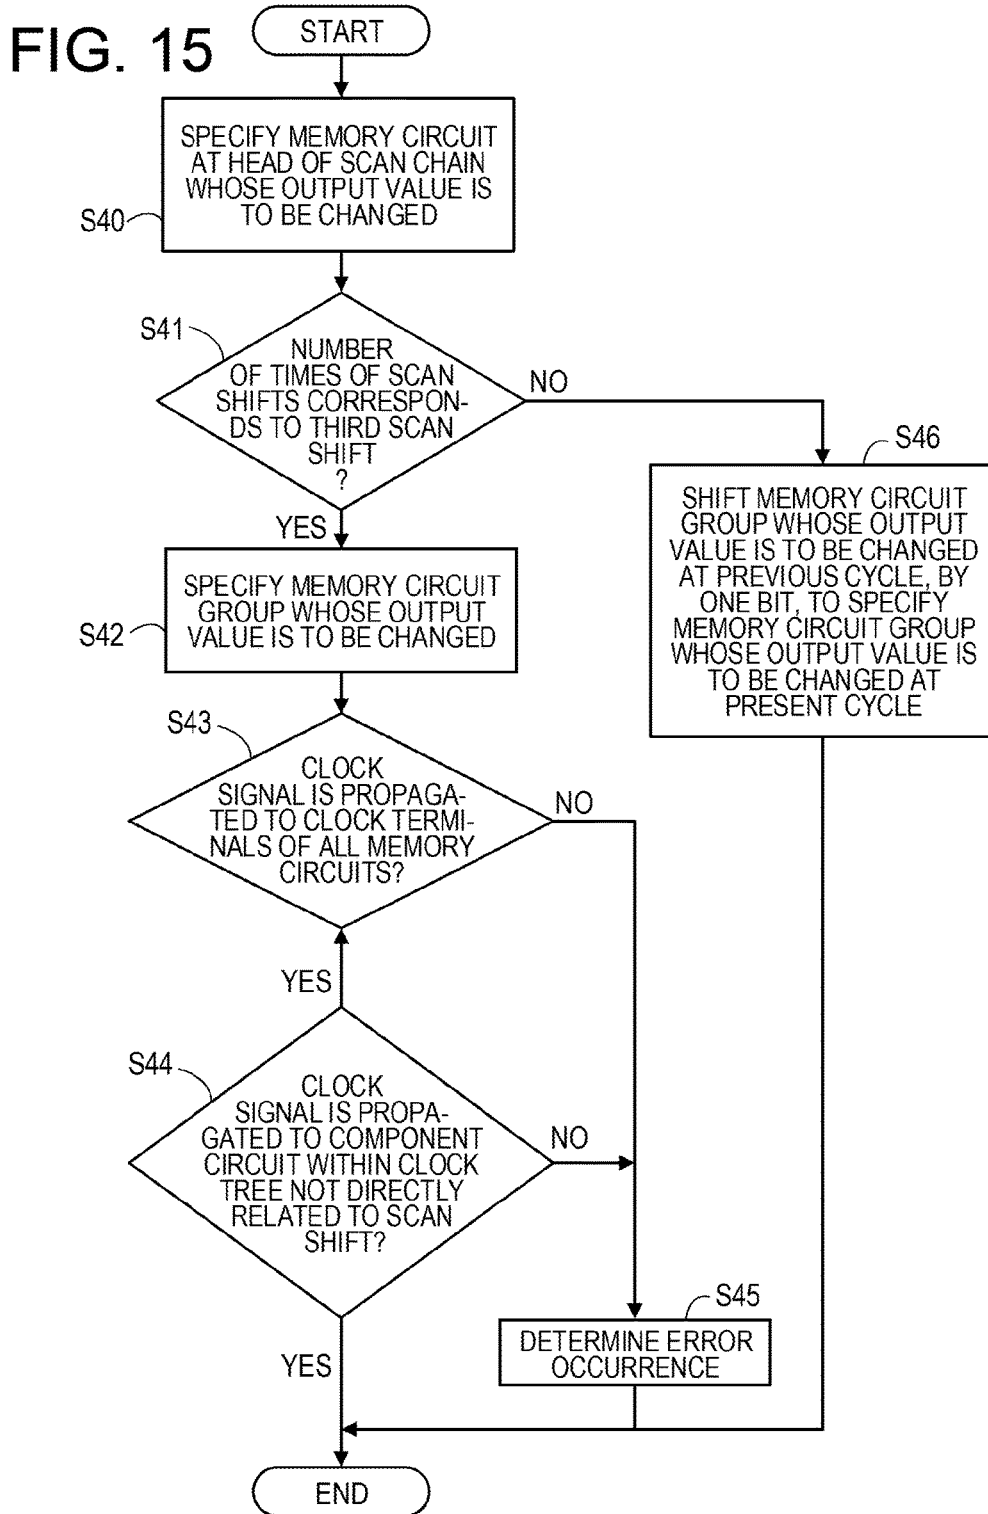 FIG. 15
START
SPECIFY MEMORY CIRCUIT
AT HEAD OF SCAN CHAIN
WHOSE OUTPUT VALUE IS
TO BE CHANGED
S40
S41
NUMBER
OF TIMES OF SCAN
SHIFTS CORRESPON-
DS TO THIRD SCAN
SHIFT
?
NO
YES
S46
SHIFT MEMORY CIRCUIT
GROUP WHOSE OUTPUT
VALUE IS TO BE CHANGED
AT PREVIOUS CYCLE, BY
ONE BIT, TO SPECIFY
MEMORY CIRCUIT GROUP
WHOSE OUTPUT VALUE IS
TO BE CHANGED AT
PRESENT CYCLE
SPECIFY MEMORY CIRCUIT
GROUP WHOSE OUTPUT
VALUE IS TO BE CHANGED
S42
S43
CLOCK
SIGNAL IS PROPAGA-
TED TO CLOCK TERMI-
NALS OF ALL MEMORY
CIRCUITS?
NO
YES
S44
CLOCK
SIGNAL IS PROPA-
GATED TO COMPONENT
CIRCUIT WITHIN CLOCK
TREE NOT DIRECTLY
RELATED TO SCAN
SHIFT?
NO
YES
S45
DETERMINE ERROR
OCCURRENCE
END